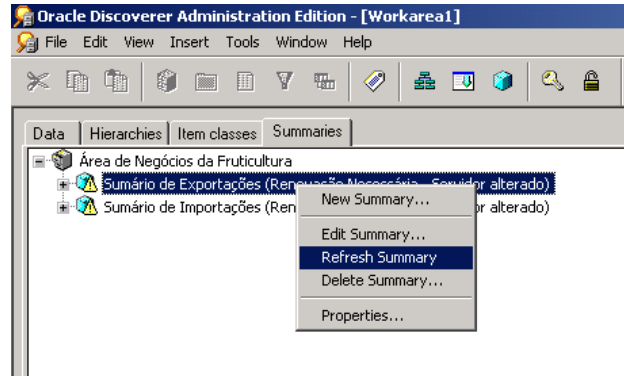 Oracle Discoverer Administration Edition - [Workarea1]
File Edit View Insert Tools Window Help
Data Hierarchies Item classes Summaries
Área de Negócios da Fruticultura
Sumário de Exportações (Renovação Necessária - Servidor alterado)
Sumário de Importações (Ren r alterado)
New Summary...
Edit Summary...
Refresh Summary
Delete Summary...
Properties...